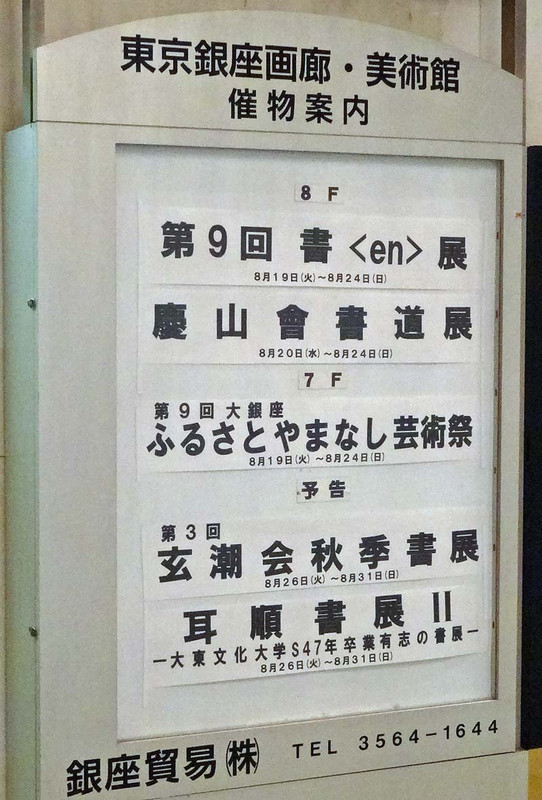 東京銀座画廊・美術館
催物案内
8 F
第9回 書 <en> 展
8月19日(火)~8月24日(日)
慶山會書道展
8月20日(水)~8月24日(日)
7 F
第9回 大銀座
ふるさとやまなし芸術祭
8月19日(火)~8月24日(日)
予告
第3回
玄潮会秋季書展
8月26日(火)~8月31日(日)
耳順書展II
―大東文化大学S47年卒業有志の書展―
8月26日(火)~8月31日(日)
銀座貿易㈱ TEL 3564-1644